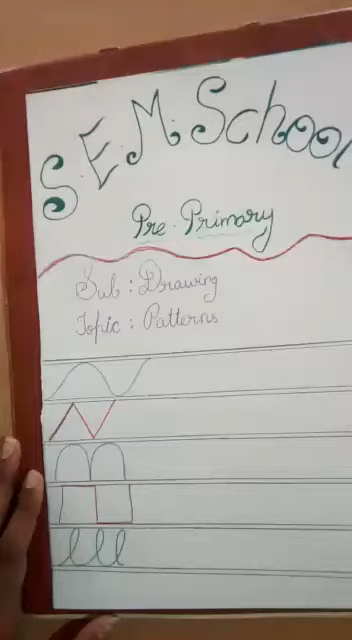 S.E.M. School
Pre-Primary
Sub : Drawing
Topic : Patterns